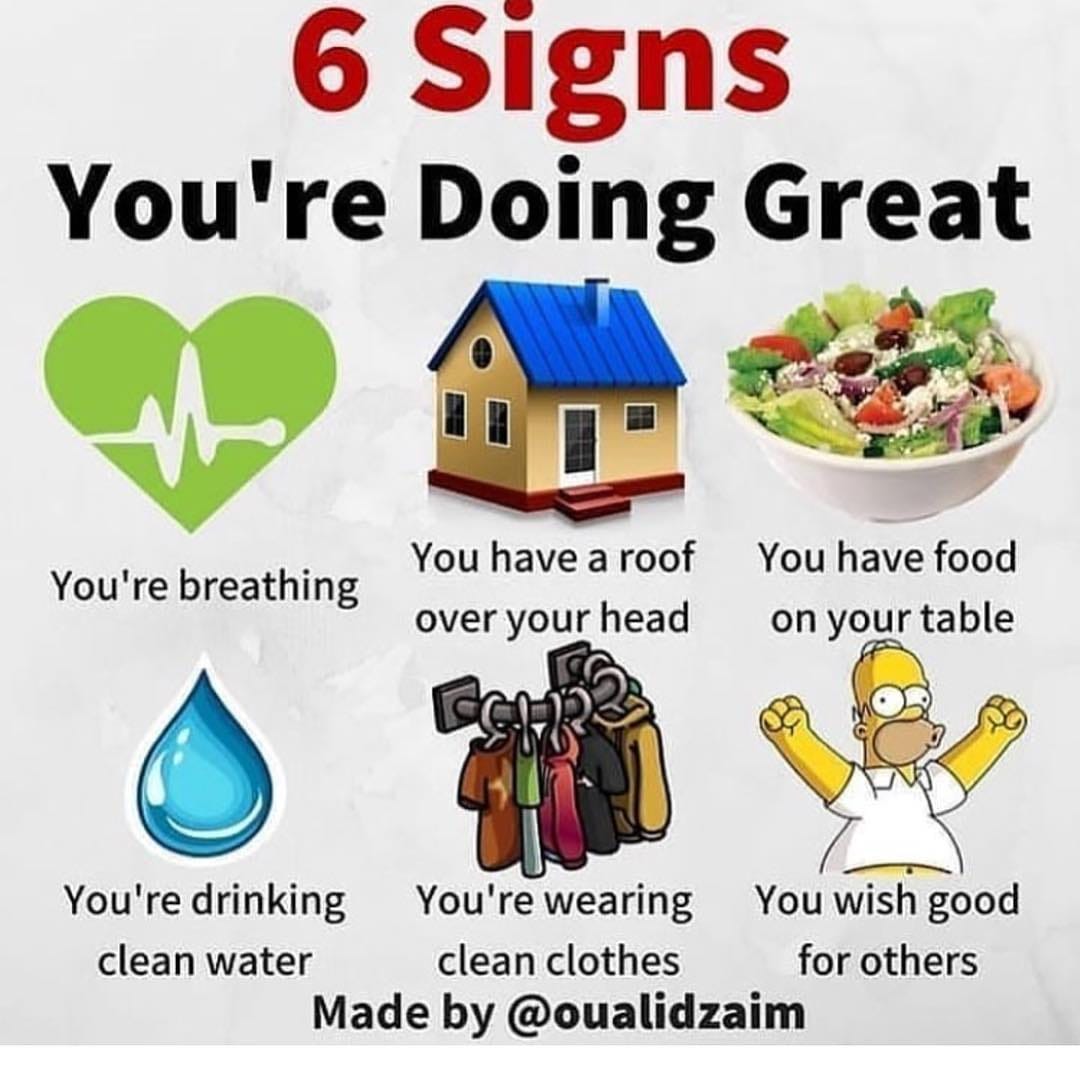 6 Signs
You're Doing Great
You're breathing
You have a roof
over your head
You have food
on your table
You're drinking
clean water
You're wearing
clean clothes
You wish good
for others
Made by @oualidzaim